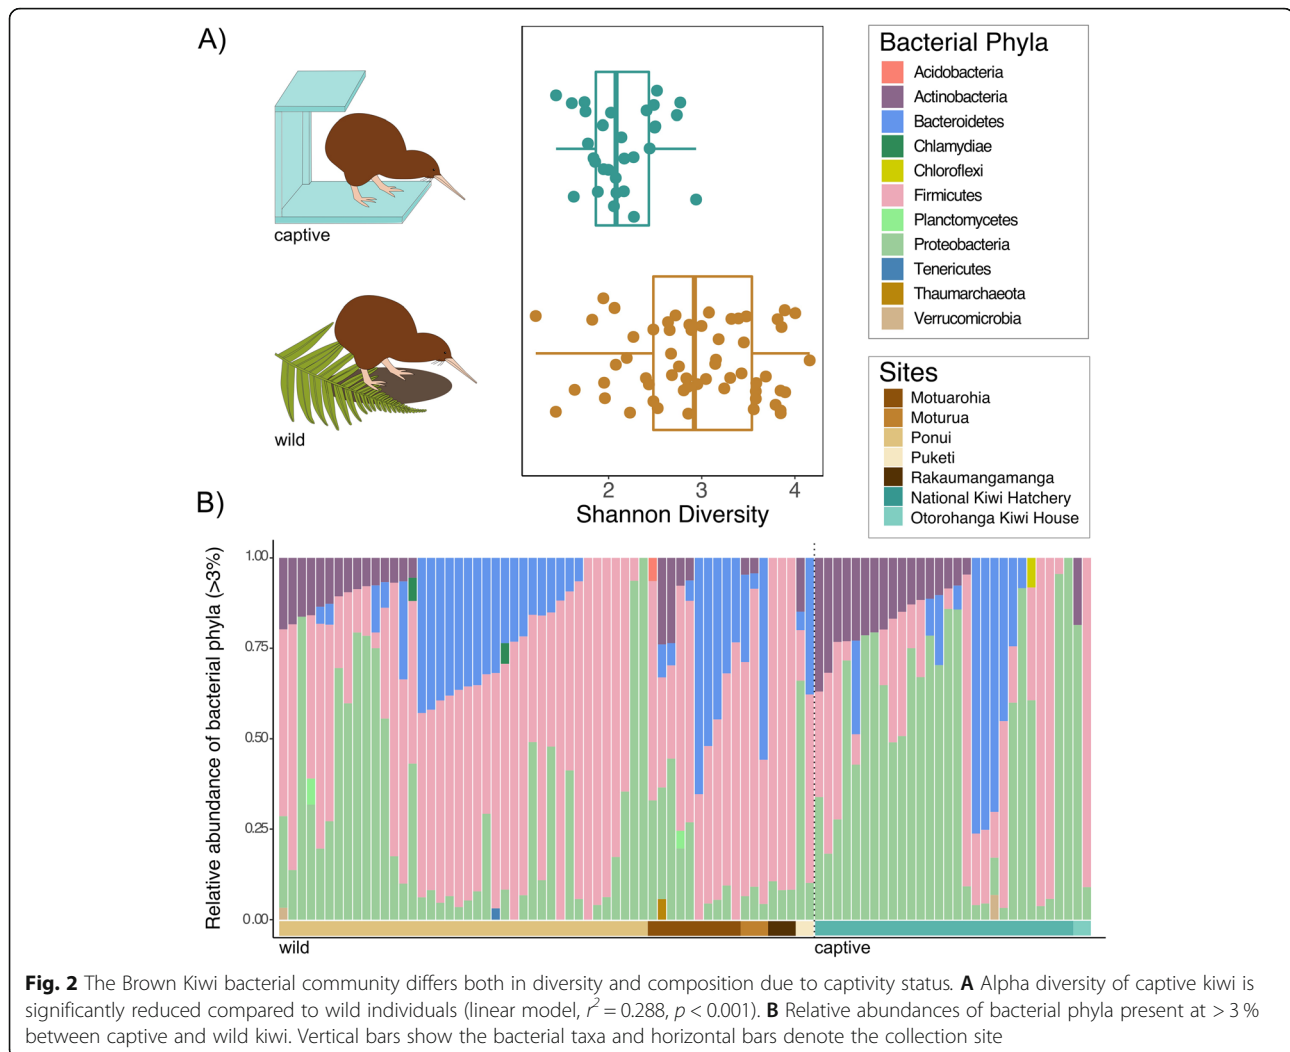 A)
captive
wild
2 3 4
Shannon Diversity
Bacterial Phyla
Acidobacteria
Actinobacteria
Bacteroidetes
Chlamydiae
Chloroflexi
Firmicutes
Planctomycetes
Proteobacteria
Tenericutes
Thaumarchaeota
Verrucomicrobia
Sites
Motuarohia
Moturua
Ponui
Puketi
Rakaumangamanga
National Kiwi Hatchery
Otorohanga Kiwi House
B)
Relative abundance of bacterial phyla (>3%)
1.00
0.75
0.50
0.25
0.00
wild captive
Fig. 2 The Brown Kiwi bacterial community differs both in diversity and composition due to captivity status. A Alpha diversity of captive kiwi is
significantly reduced compared to wild individuals (linear model, r² = 0.288, p < 0.001). B Relative abundances of bacterial phyla present at > 3 %
between captive and wild kiwi. Vertical bars show the bacterial taxa and horizontal bars denote the collection site